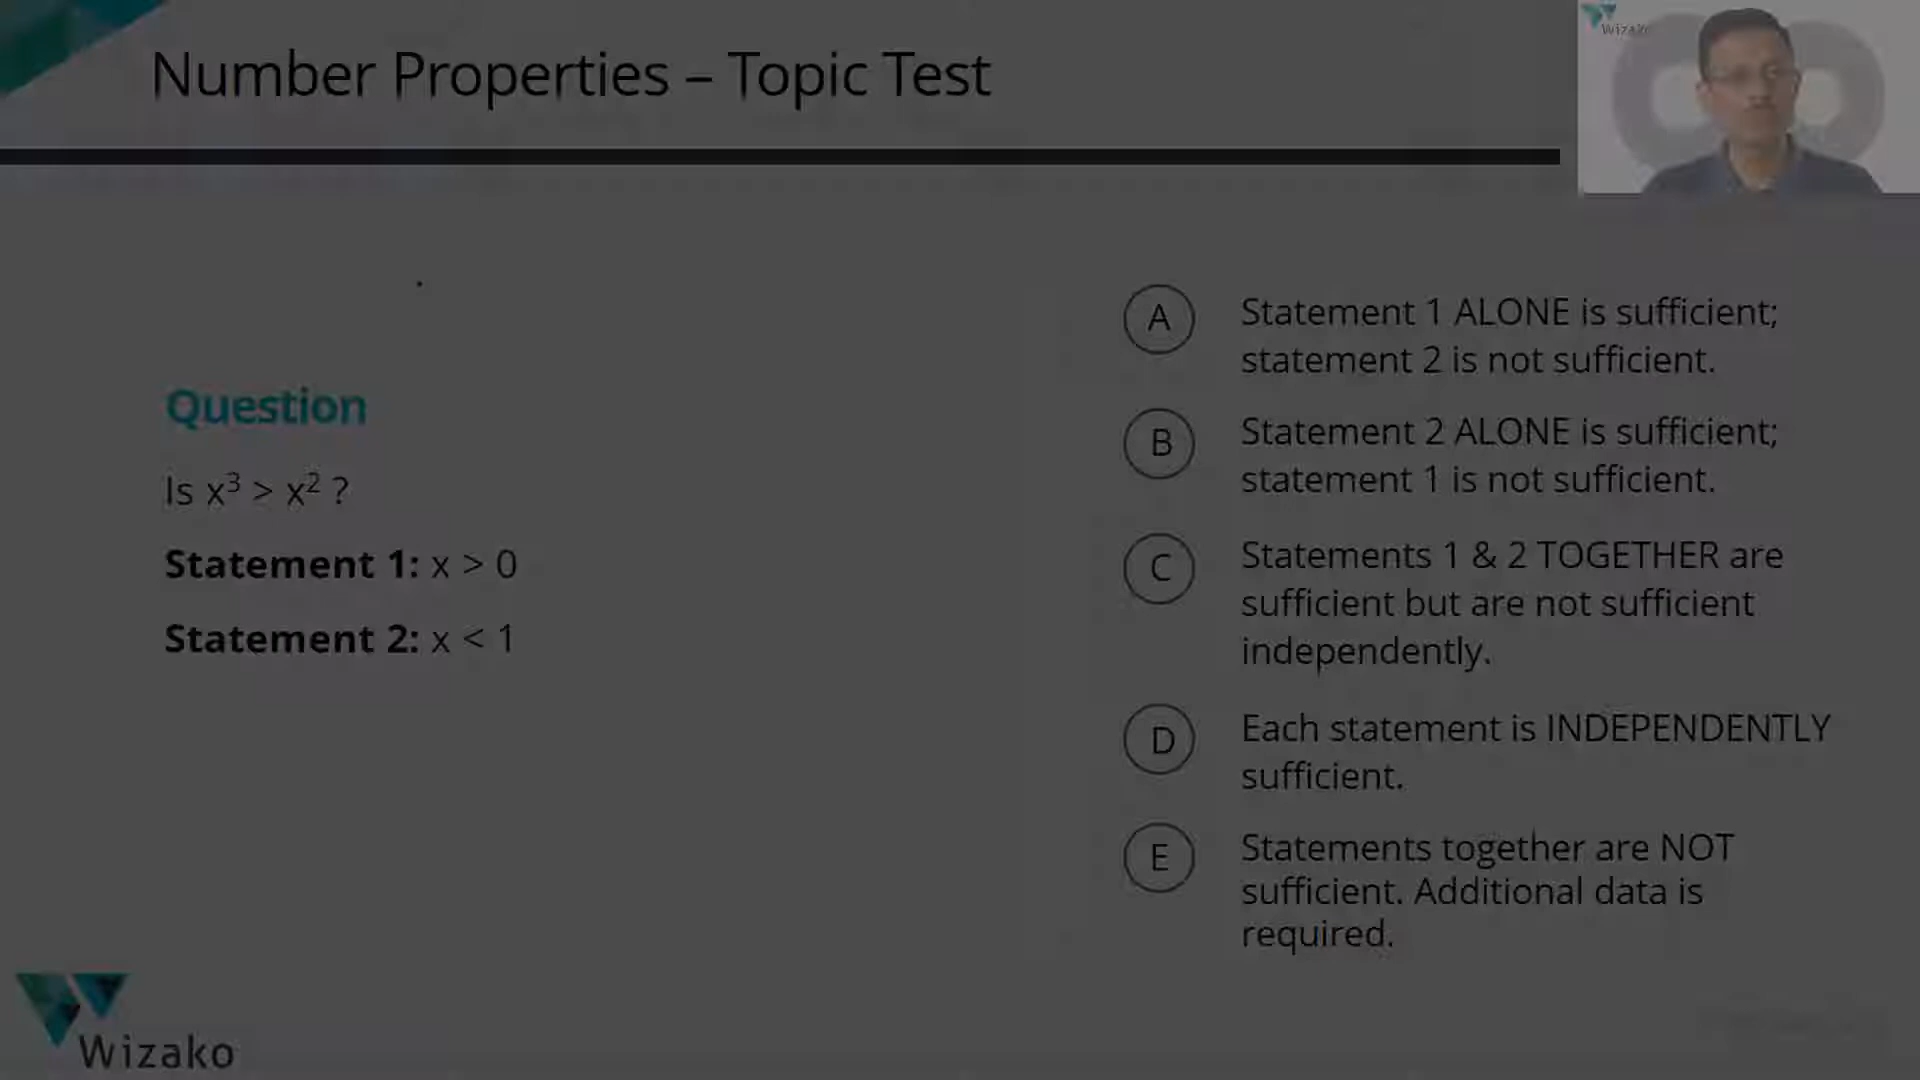 Number Properties – Topic Test
Wizako
Question
Is x³ > x² ?
Statement 1: x > 0
Statement 2: x < 1
A Statement 1 ALONE is sufficient;
statement 2 is not sufficient.
B Statement 2 ALONE is sufficient;
statement 1 is not sufficient.
C Statements 1 & 2 TOGETHER are
sufficient but are not sufficient
independently.
D Each statement is INDEPENDENTLY
sufficient.
E Statements together are NOT
sufficient. Additional data is
required.
Wizako